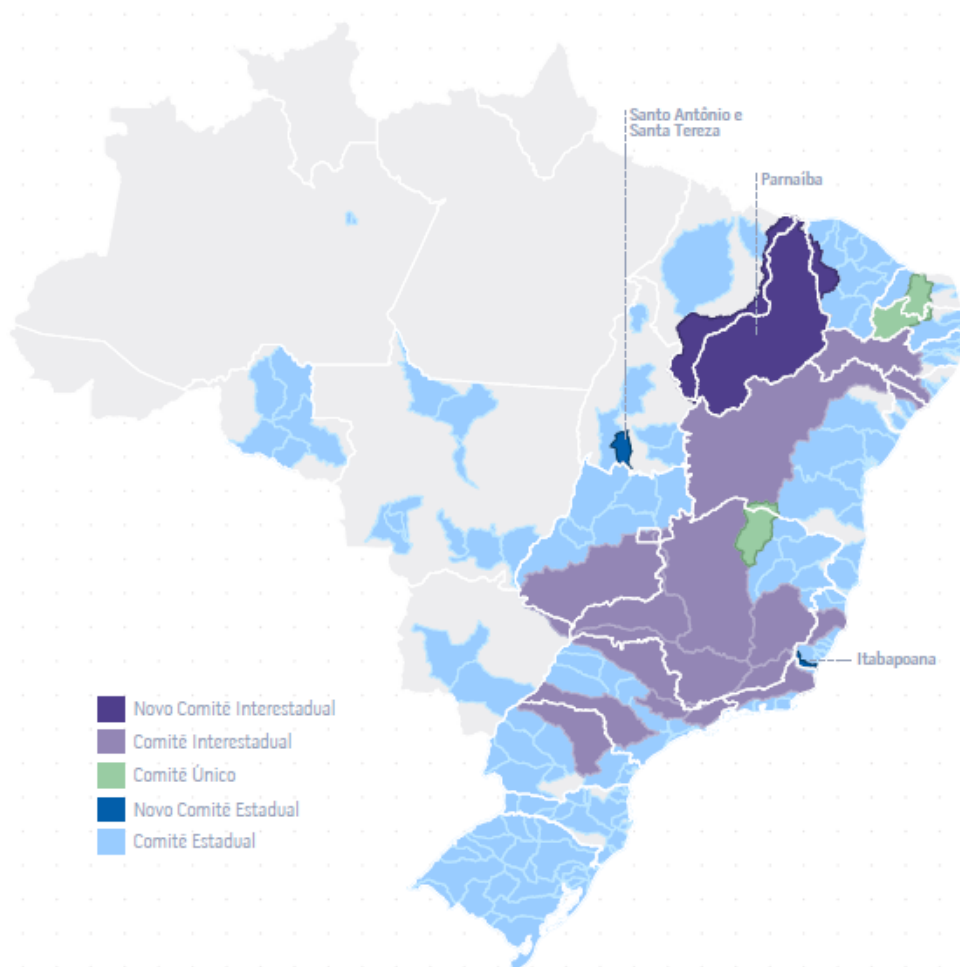 Santo Antônio e
Santa Tereza
Parnaíba
Itabapoana
Novo Comitê Interestadual
Comitê Interestadual
Comitê Único
Novo Comitê Estadual
Comitê Estadual